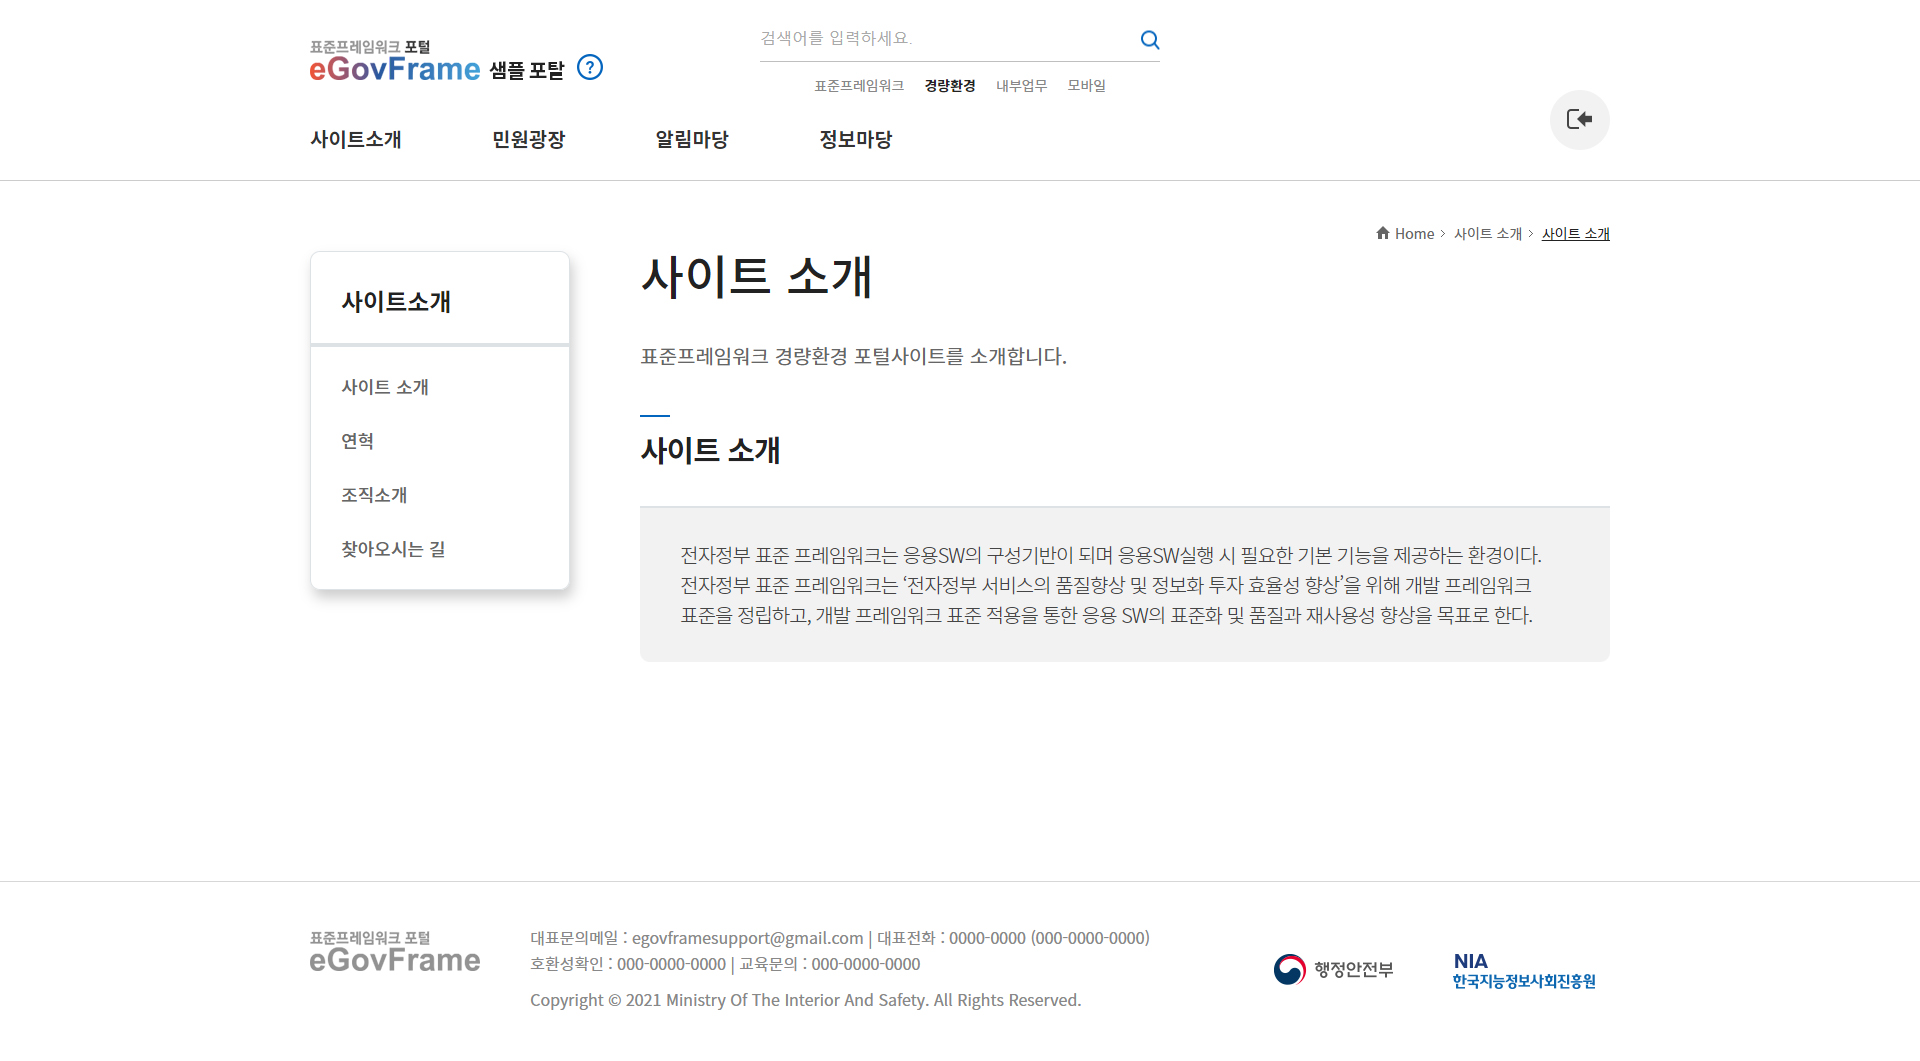 표준프레임워크 포털
eGovFrame 샘플 포탈 ?
검색어를 입력하세요.
표준프레임워크 경량환경 내부업무 모바일
사이트소개 민원광장 알림마당 정보마당
Home > 사이트 소개 > 사이트 소개
사이트소개
사이트 소개
연혁
조직소개
찾아오시는 길
사이트 소개
표준프레임워크 경량환경 포털사이트를 소개합니다.
사이트 소개
전자정부 표준 프레임워크는 응용SW의 구성기반이 되며 응용SW실행 시 필요한 기본 기능을 제공하는 환경이다.
전자정부 표준 프레임워크는 ‘전자정부 서비스의 품질향상 및 정보화 투자 효율성 향상’을 위해 개발 프레임워크
표준을 정립하고, 개발 프레임워크 표준 적용을 통한 응용 SW의 표준화 및 품질과 재사용성 향상을 목표로 한다.
표준프레임워크 포털
eGovFrame
대표문의메일 : egovframesupport@gmail.com | 대표전화 : 0000-0000 (000-0000-0000)
호환성확인 : 000-0000-0000 | 교육문의 : 000-0000-0000
Copyright © 2021 Ministry Of The Interior And Safety. All Rights Reserved.
행정안전부
NIA
한국지능정보사회진흥원